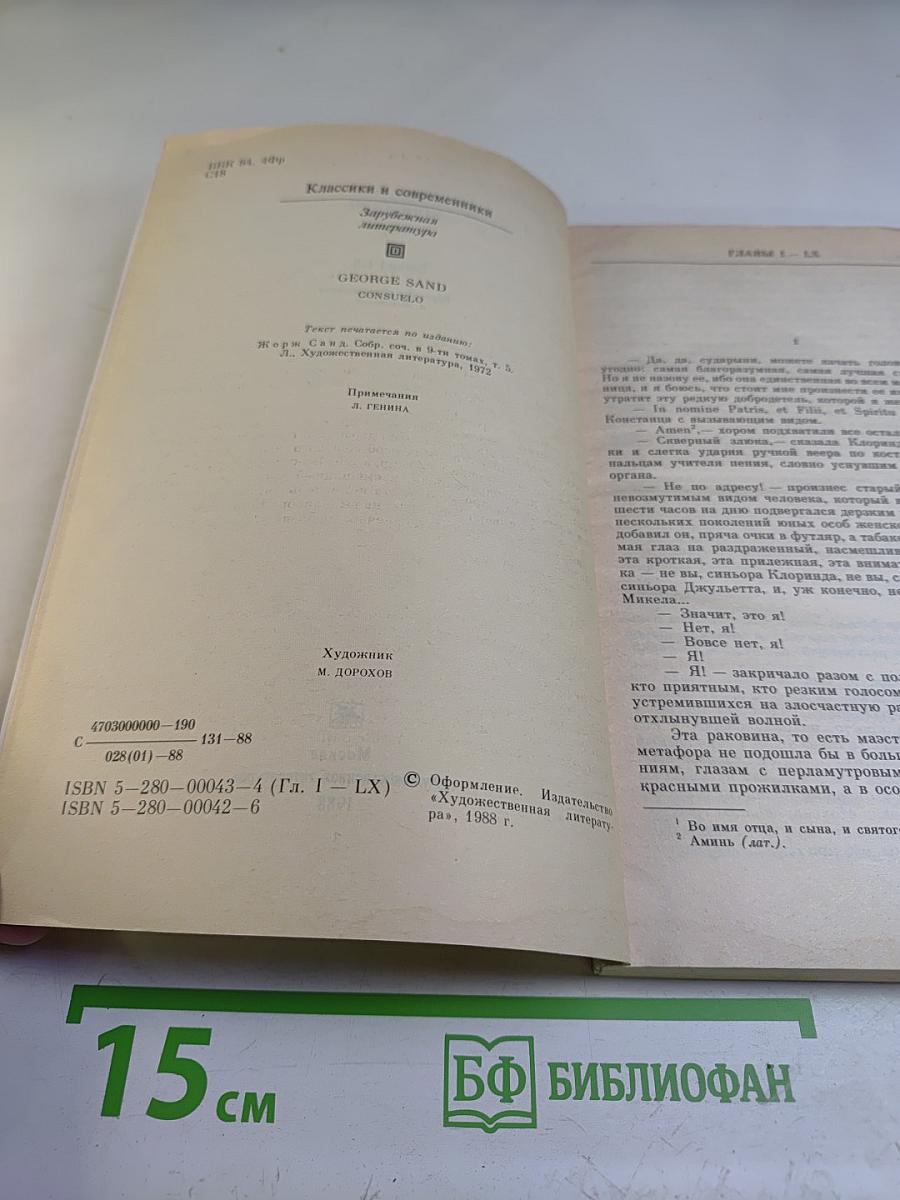 ББК 84. 4Фр
С18
Классики и современники
Зарубежная
литература
GEORGE SAND
CONSUELO
Текст печатается по изданию:
Жорж Санд. Собр. соч. в 9-ти томах, т. 5.
Л., Художественная литература, 1972
Примечания
Л. ГЕНИНА
Художник
М. ДОРОХОВ
4703000000—190
С 131—88
028(01)—88
ISBN 5—280—00043—4 (Гл. I — LX)
ISBN 5—280—00042—6
© Оформление. Издательство
«Художественная литерату-
ра», 1988 г.
ГЛАВЫ I — LX
I
— Да, да, сударыни, можете качать голов
угодно: самая благоразумная, самая лучшая с
Но я не назову ее, ибо она единственная во всем м
ница, и я боюсь, что стоит мне произнести ее и
утратит эту редкую добродетель, которой я же
— In nomine Patris, et Filii, et Spiritu
Констанца с вызывающим видом.
— Amen²,— хором подхватили все остал
— Скверный злюка,— сказала Клоринд
ки и слегка ударив ручкой веера по кост
пальцам учителя пения, словно уснувшим
органа.
— Не по адресу! — произнес старый
невозмутимым видом человека, который в
шести часов на дню подвергался дерзким
нескольких поколений юных особ женско
добавил он, пряча очки в футляр, а табак
мая глаз на раздраженный, насмешлив
эта кроткая, эта прилежная, эта внимат
ка — не вы, синьора Клоринда, не вы, с
синьора Джульетта, и, уж конечно, не
Микела...
— Значит, это я!
— Нет, я!
— Вовсе нет, я!
— Я!
— Я! — закричало разом с пол
кто приятным, кто резким голосом
устремившихся на злосчастную ра
отхлынувшей волной.
Эта раковина, то есть маэст
метафора не подошла бы в боль
ниям, глазам с перламутровым
красными прожилками, а в осо
¹ Во имя отца, и сына, и святого
² Аминь (лат.).
15 см
БФ БИБЛИОФАН